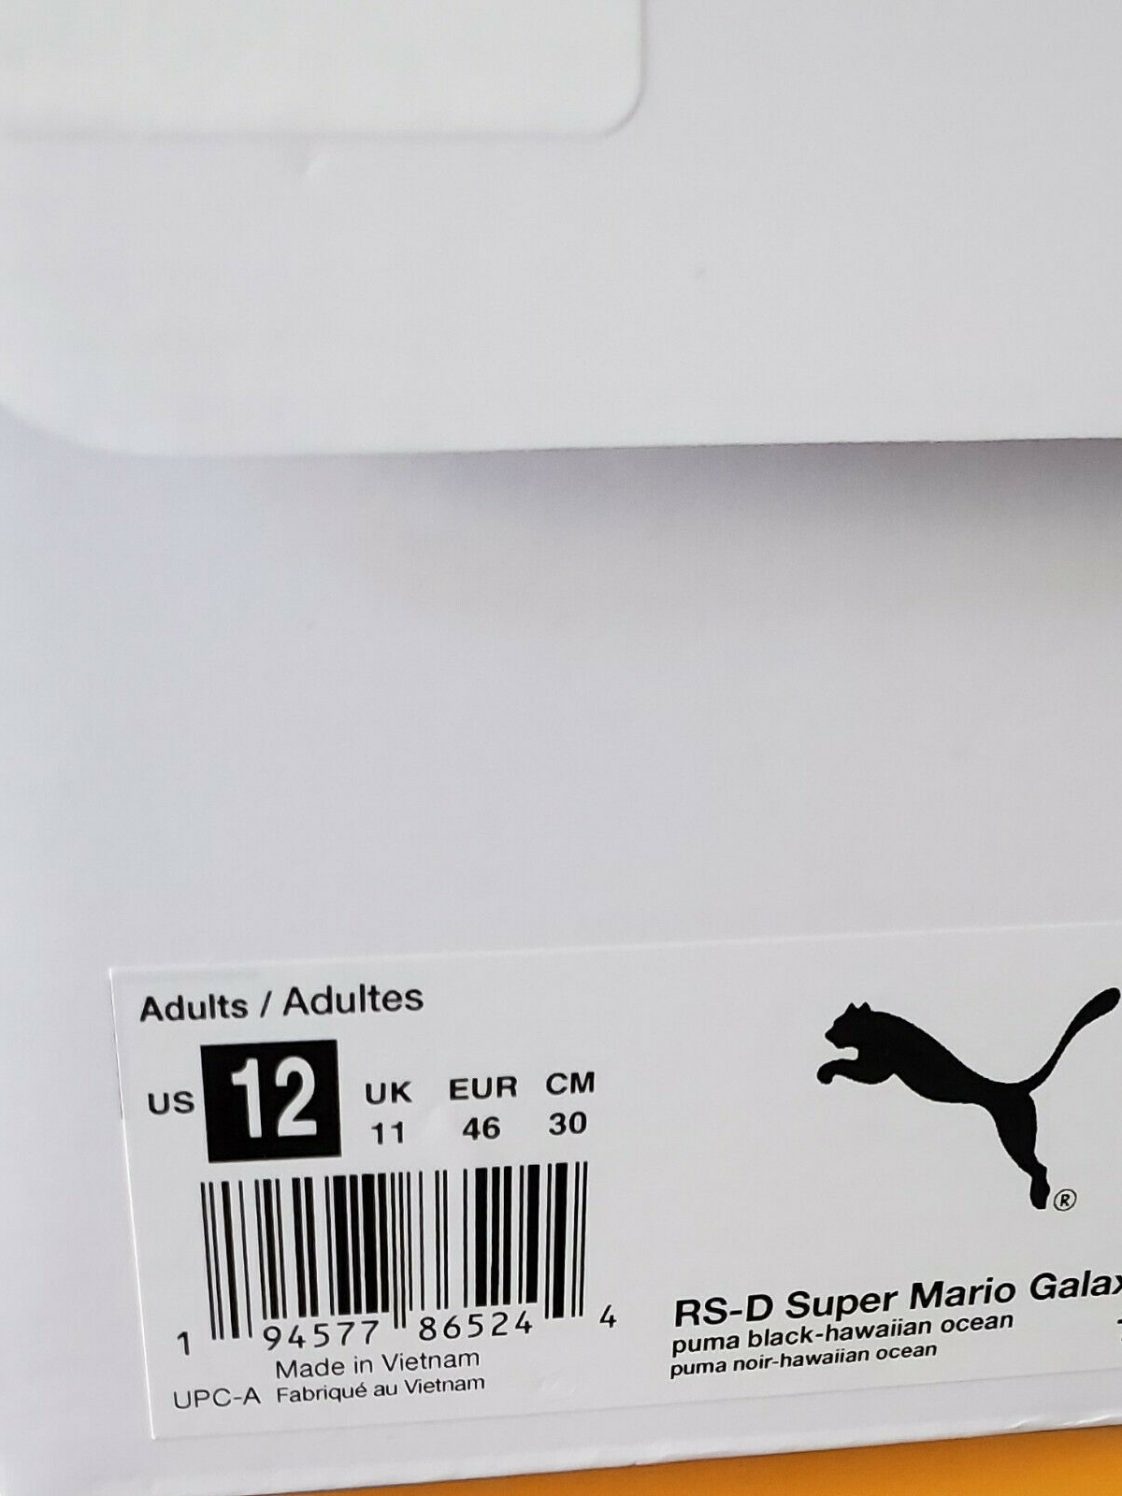 Adults / Adultes
US 12 UK 11 EUR 46 CM 30
1 94577 86524 4
Made in Vietnam
UPC-A Fabriqué au Vietnam
®
RS-D Super Mario Galax
puma black-hawaiian ocean
puma noir-hawaiian ocean